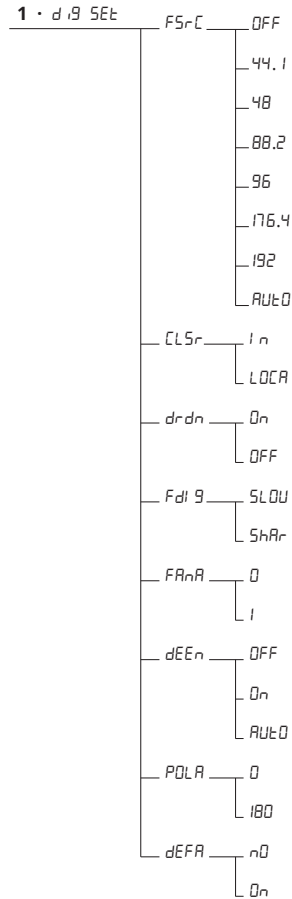 1 · dig SEt
FSrC OFF
44.1
48
88.2
96
176.4
192
AUtO
CLSr In
LOCA
drdn On
OFF
FdIg SLOU
ShAr
FAnA 0
1
dEEn OFF
On
AUtO
POLA 0
180
dEFA nO
On